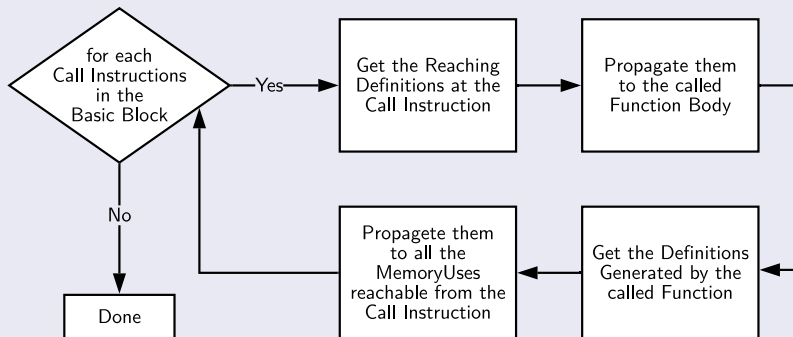 for each
Call Instructions
in the
Basic Block
Yes
Get the Reaching
Definitions at the
Call Instruction
Propagate them
to the called
Function Body
No
Propagete them
to all the
MemoryUses
reachable from the
Call Instruction
Get the Definitions
Generated by the
called Function
Done